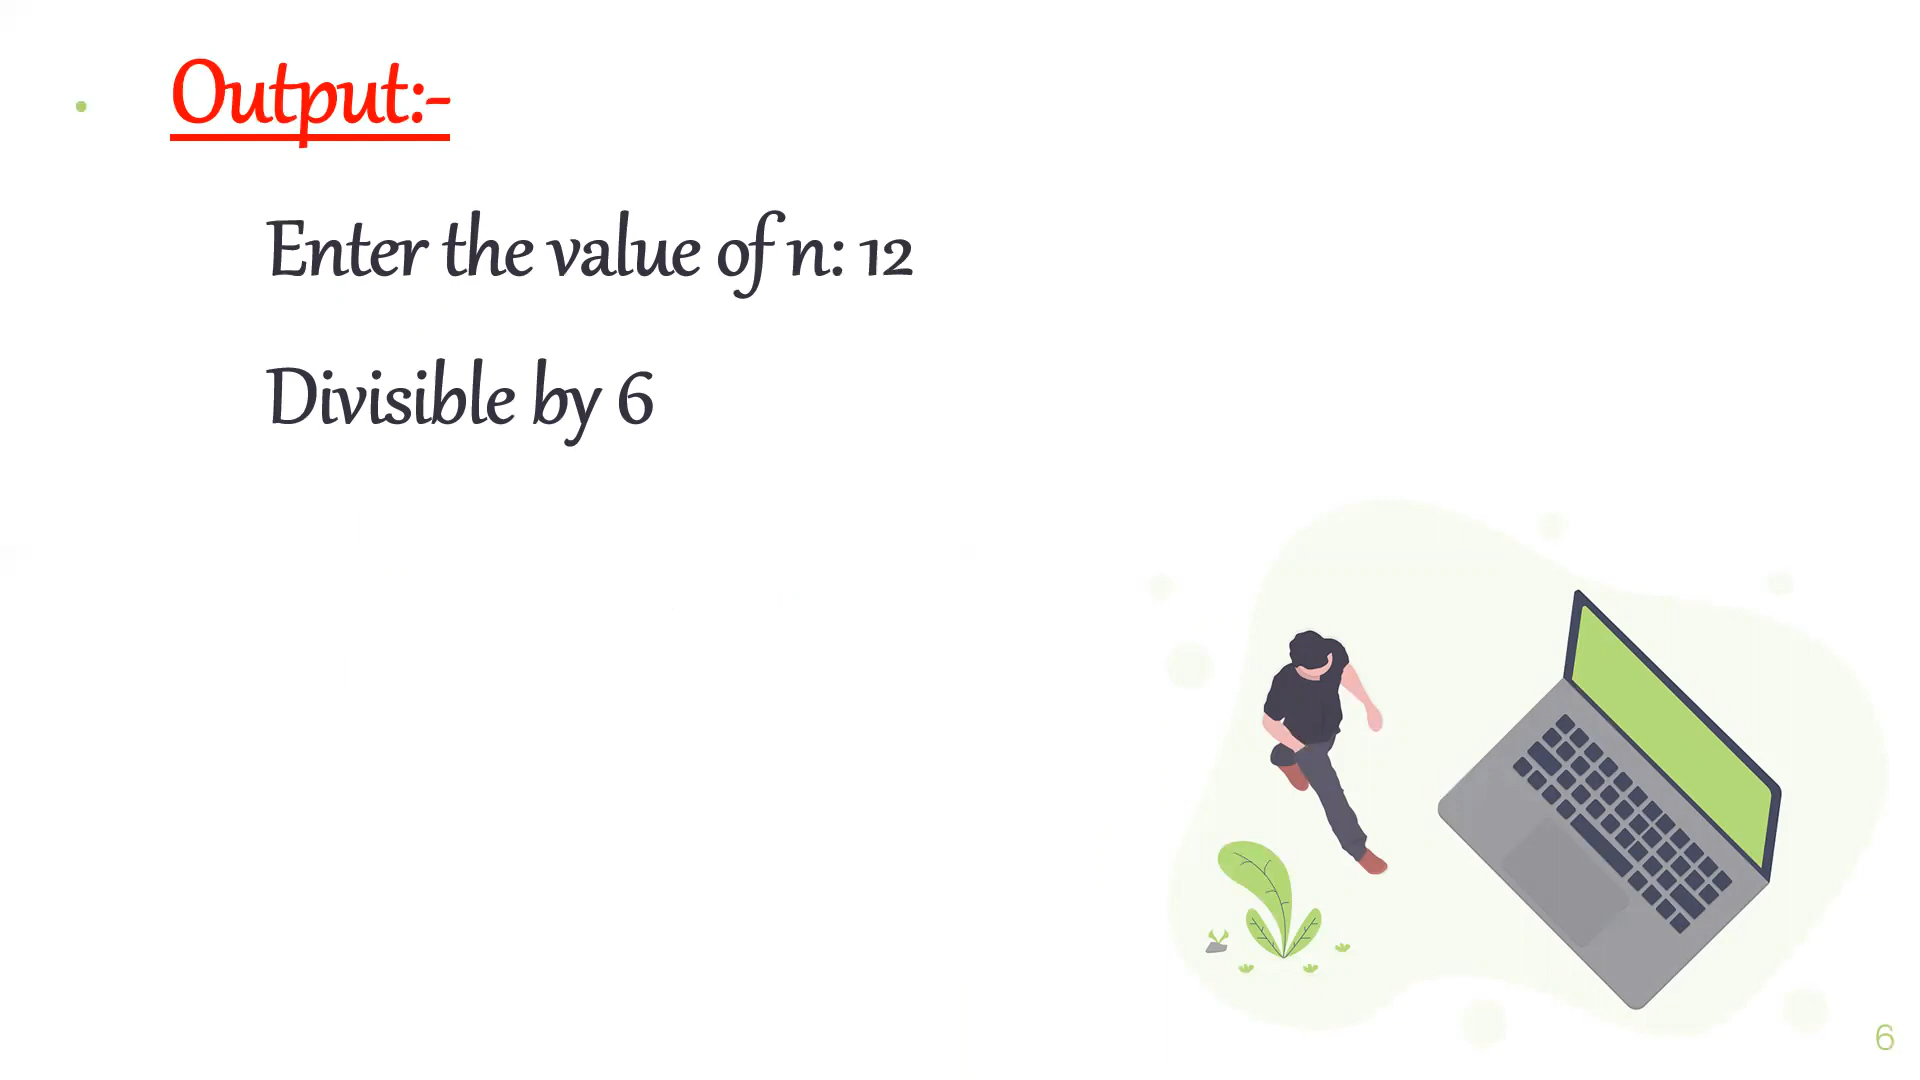 Output:-
Enter the value of n: 12
Divisible by 6
6